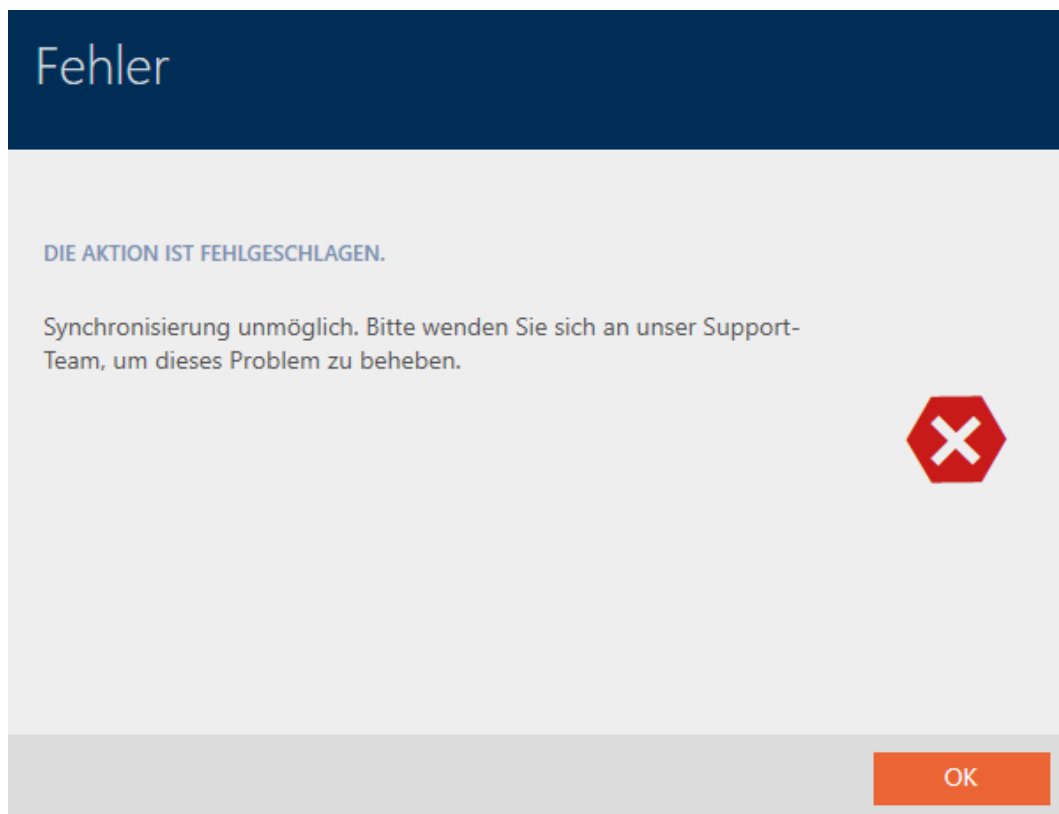 Fehler
DIE AKTION IST FEHLGESCHLAGEN.
Synchronisierung unmöglich. Bitte wenden Sie sich an unser Support-
Team, um dieses Problem zu beheben.
OK